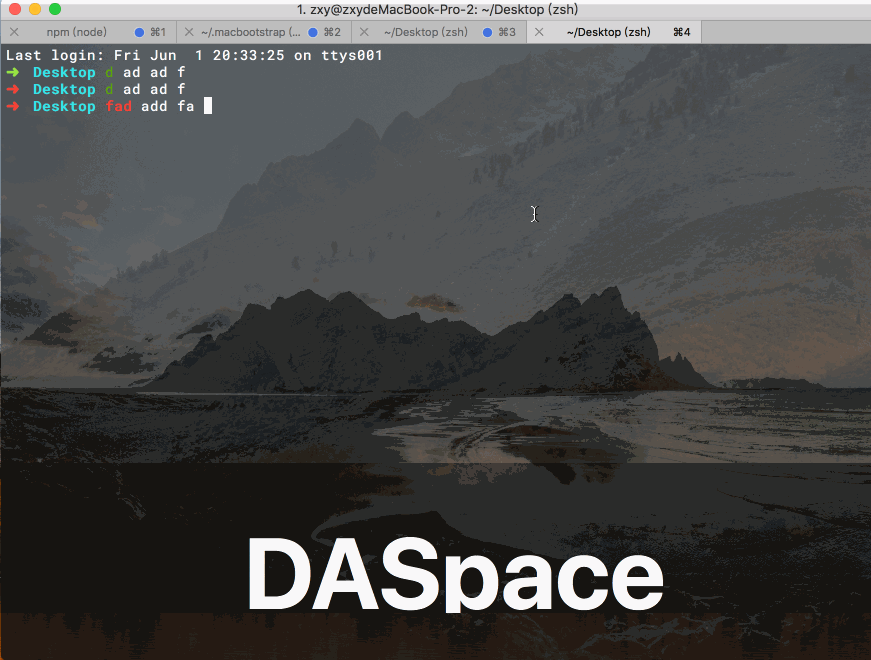 1. zxy@zxydeMacBook-Pro-2: ~/Desktop (zsh)
npm (node) ⌘1 ~/.macbootstrap (... ⌘2 ~/Desktop (zsh) ⌘3 ~/Desktop (zsh) ⌘4
Last login: Fri Jun  1 20:33:25 on ttys001
➜  Desktop d ad ad f
➜  Desktop d ad ad f
➜  Desktop fad add fa
DASpace